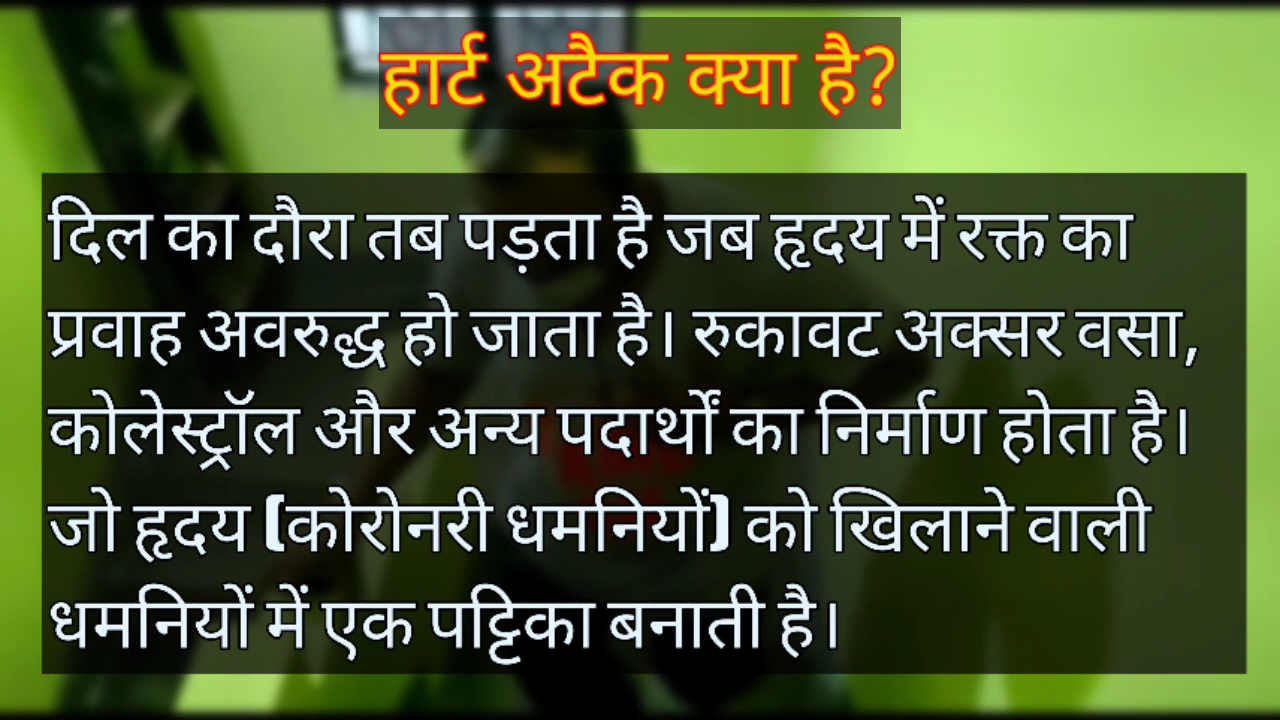 हार्ट अटैक क्या है?
दिल का दौरा तब पड़ता है जब हृदय में रक्त का
प्रवाह अवरुद्ध हो जाता है। रुकावट अक्सर वसा,
कोलेस्ट्रॉल और अन्य पदार्थों का निर्माण होता है।
जो हृदय (कोरोनरी धमनियों) को खिलाने वाली
धमनियों में एक पट्टिका बनाती है।